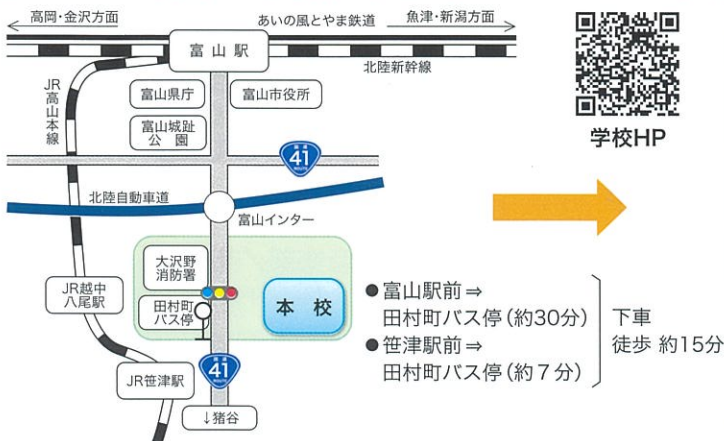 高岡・金沢方面
あいの風とやま鉄道
魚津・新潟方面
富山駅
北陸新幹線
JR高山本線
富山県庁
富山市役所
富山城趾
公園
国道
41
ROUTE
学校HP
北陸自動車道
富山インター
大沢野
消防署
JR越中
八尾駅
田村町
バス停
本校
JR笹津駅
41
ROUTE
↓猪谷
●富山駅前⇒
田村町バス停(約30分)
●笹津駅前⇒
田村町バス停(約7分)
下車
徒歩 約15分